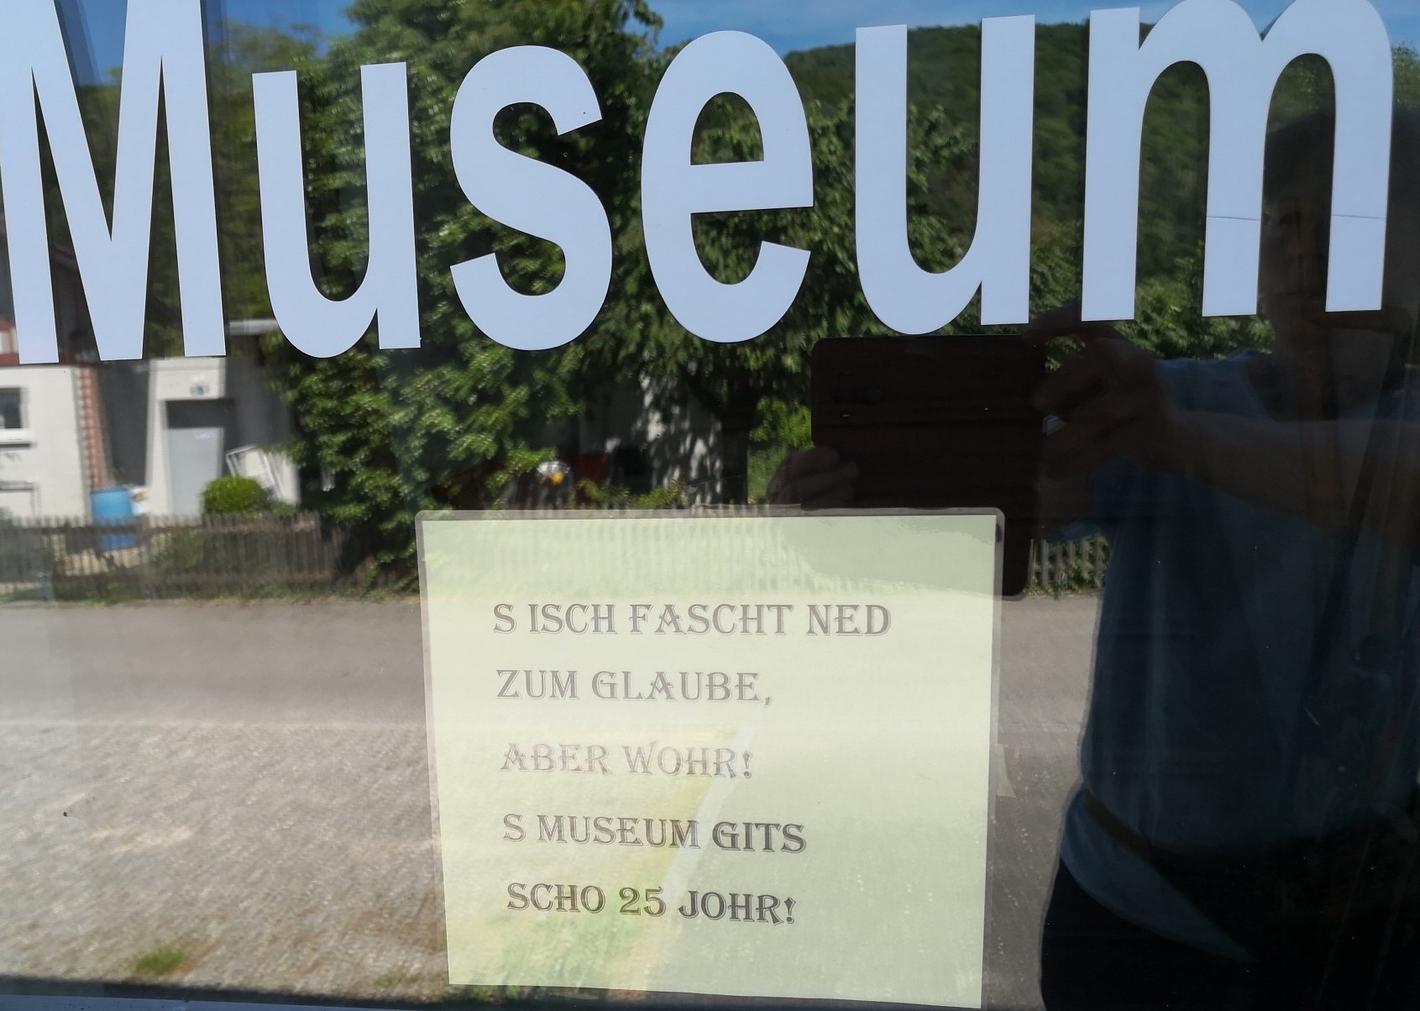 Museum
S ISCH FASCHT NED
ZUM GLAUBE,
ABER WOHR!
S MUSEUM GITS
SCHO 25 JOHR!